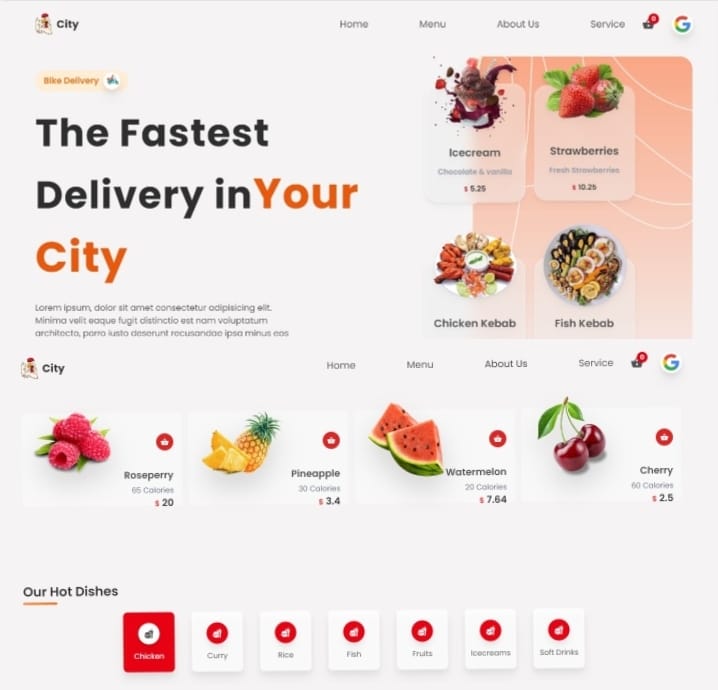 City
Home Menu About Us Service 0
Bike Delivery
The Fastest
Delivery in Your
City
Lorem ipsum, dolor sit amet consectetur adipisicing elit.
Minima velit eaque fugit distinctio est nam voluptatum
architecto, porro iusto deserunt recusandae ipsa minus eos
Icecream
Chocolate & vanilla
$ 5.25
Strawberries
Fresh Strawberries
$ 10.25
Chicken Kebab
Fish Kebab
City
Home Menu About Us Service 0
Roseperry
65 Calories
$ 20
Pineapple
30 Calories
$ 3.4
Watermelon
20 Calories
$ 7.64
Cherry
60 Calories
$ 2.5
Our Hot Dishes
Chicken
Curry
Rice
Fish
Fruits
Icecreams
Soft Drinks